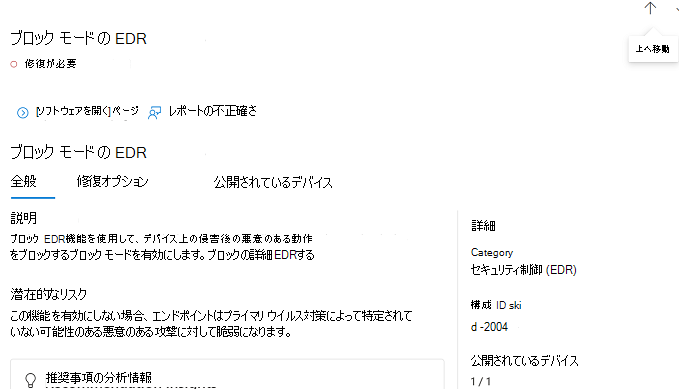 ブロック モードの EDR
修復が必要
上へ移動
[ソフトウェアを開く]ページ
レポートの不正確さ
ブロック モードの EDR
全般
修復オプション
公開されているデバイス
説明
ブロック EDR機能を使用して、デバイス上の侵害後の悪意のある動作
をブロックするブロック モードを有効にします。ブロックの詳細EDRする
潜在的なリスク
この機能を有効にしない場合、エンドポイントはプライマリ ウイルス対策によって特定されて
いない可能性のある悪意のある攻撃に対して脆弱になります。
推奨事項の分析情報
詳細
Category
セキュリティ制御 (EDR)
構成 ID ski
d -2004
公開されているデバイス
1 / 1